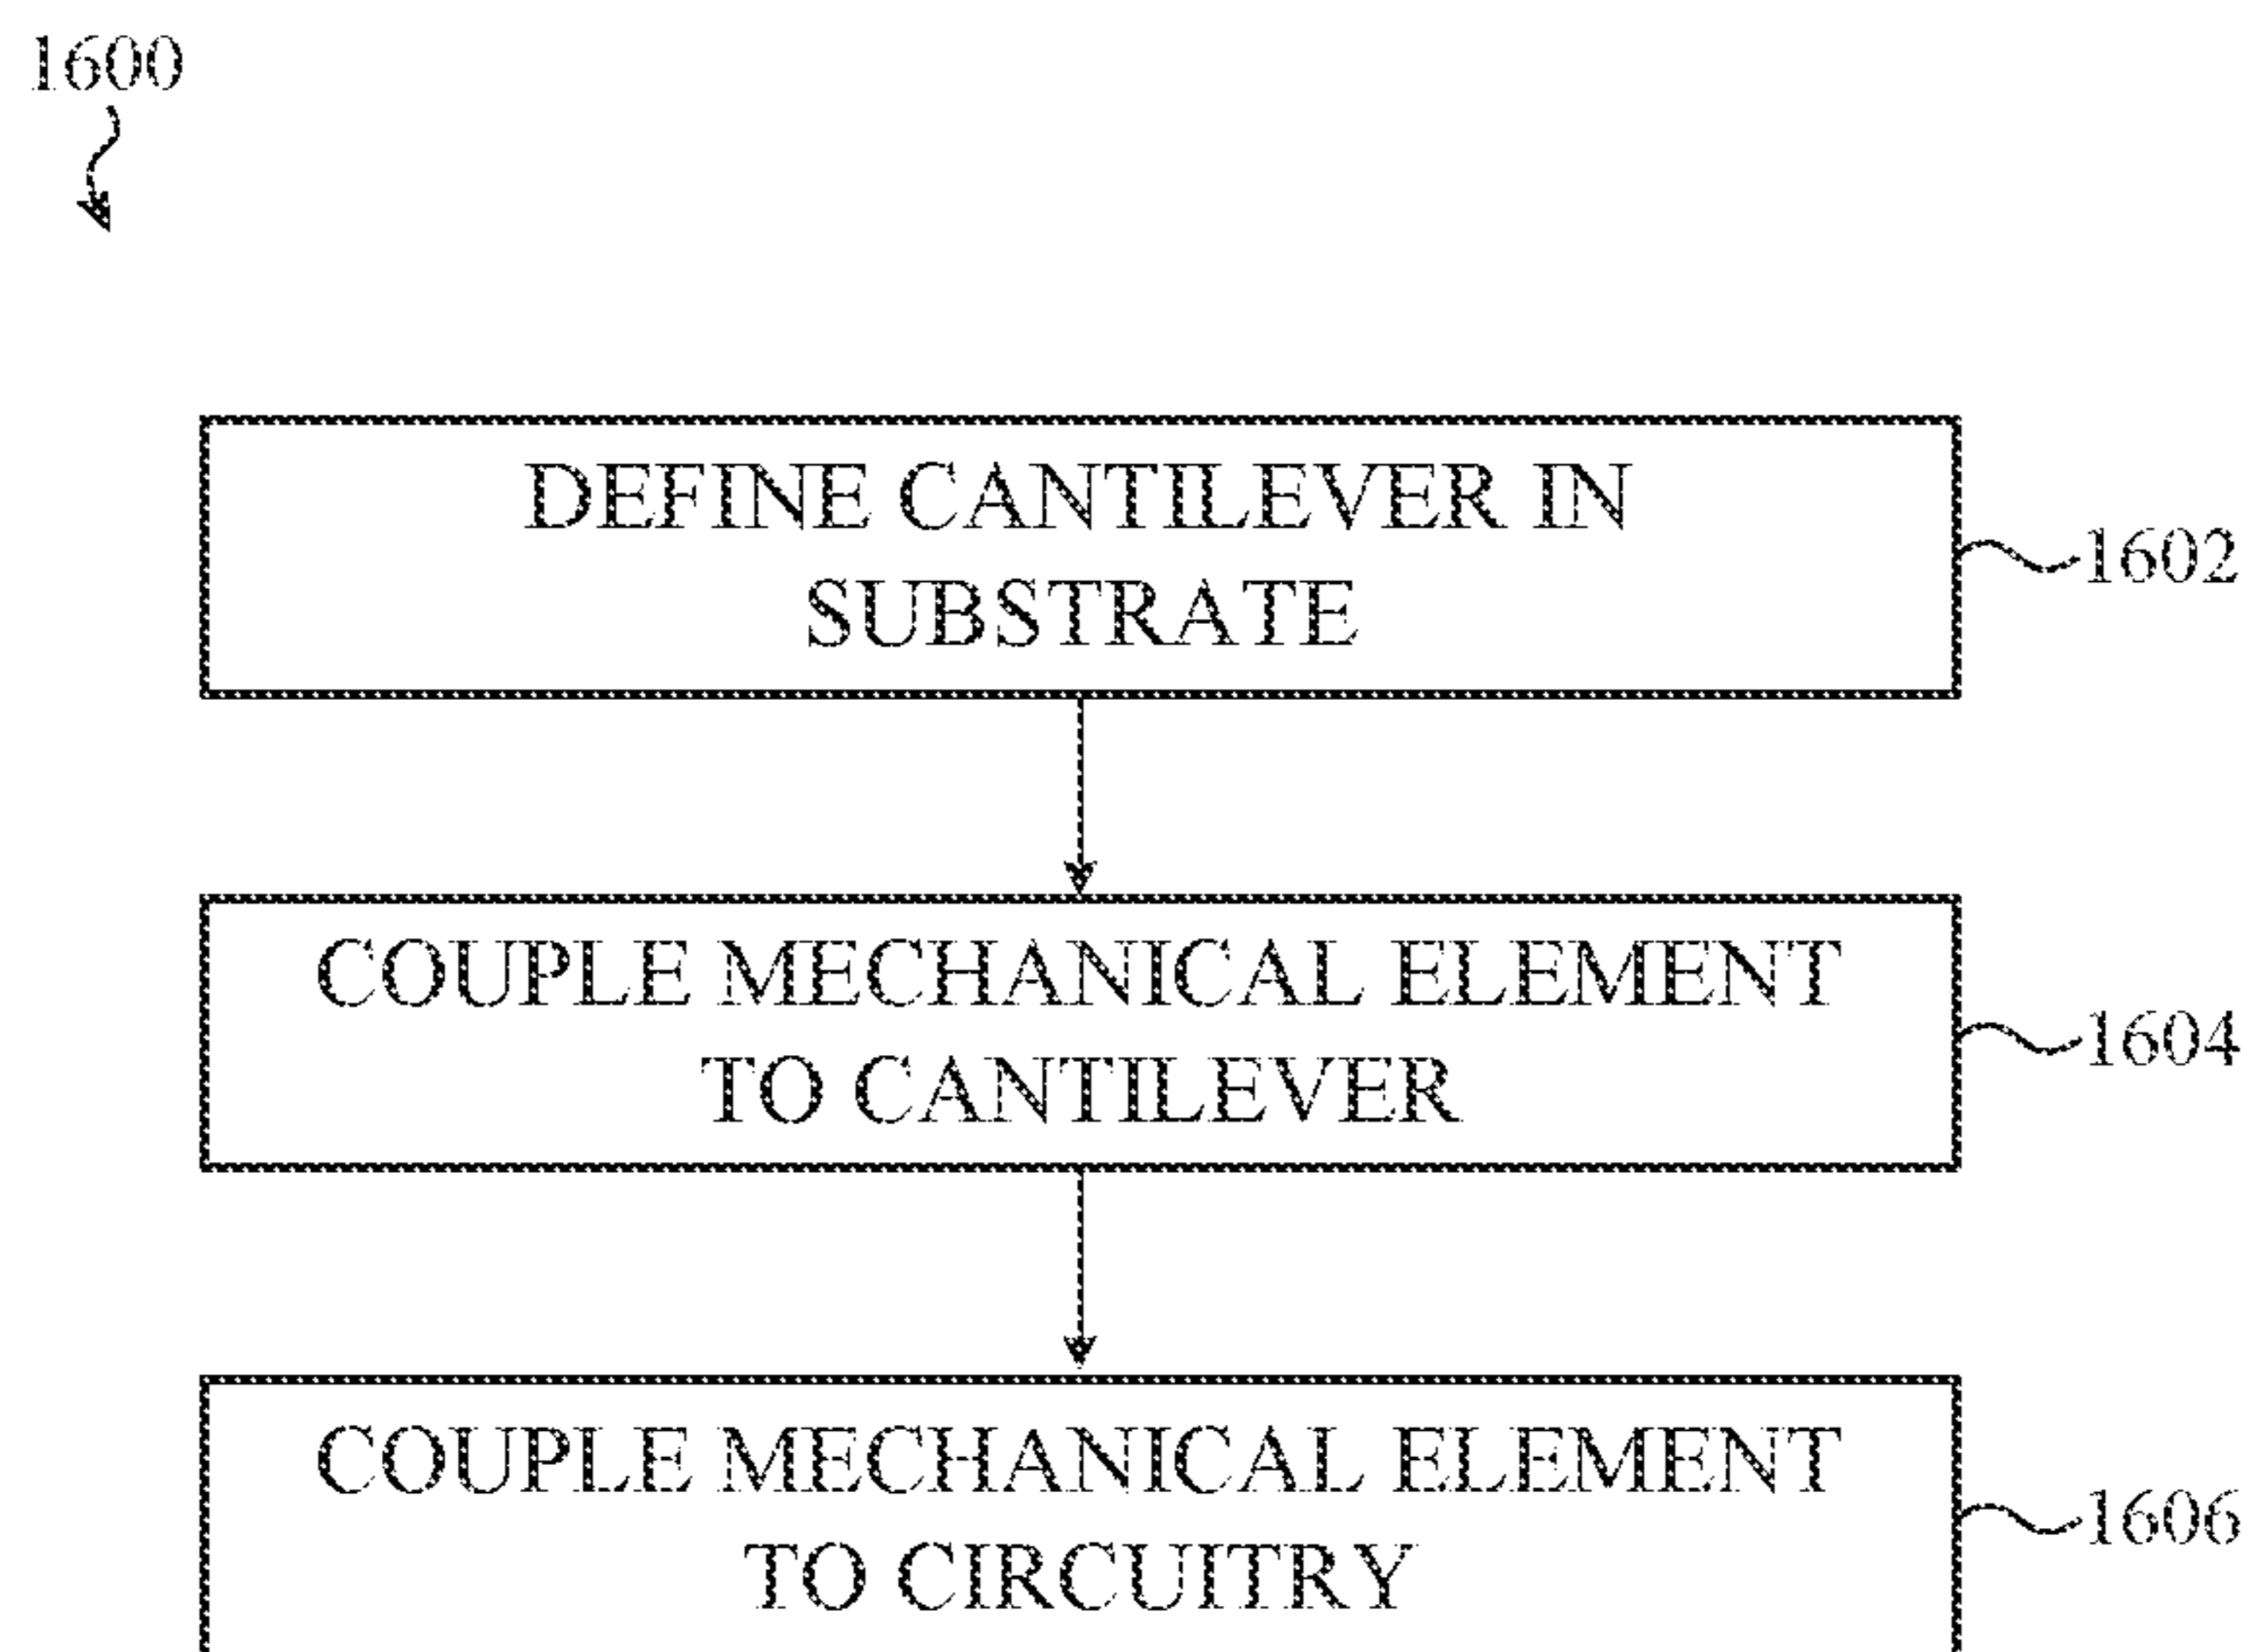 1600
DEFINE CANTILEVER IN
SUBSTRATE
1602
COUPLE MECHANICAL ELEMENT
TO CANTILEVER
1604
COUPLE MECHANICAL ELEMENT
TO CIRCUITRY
1606